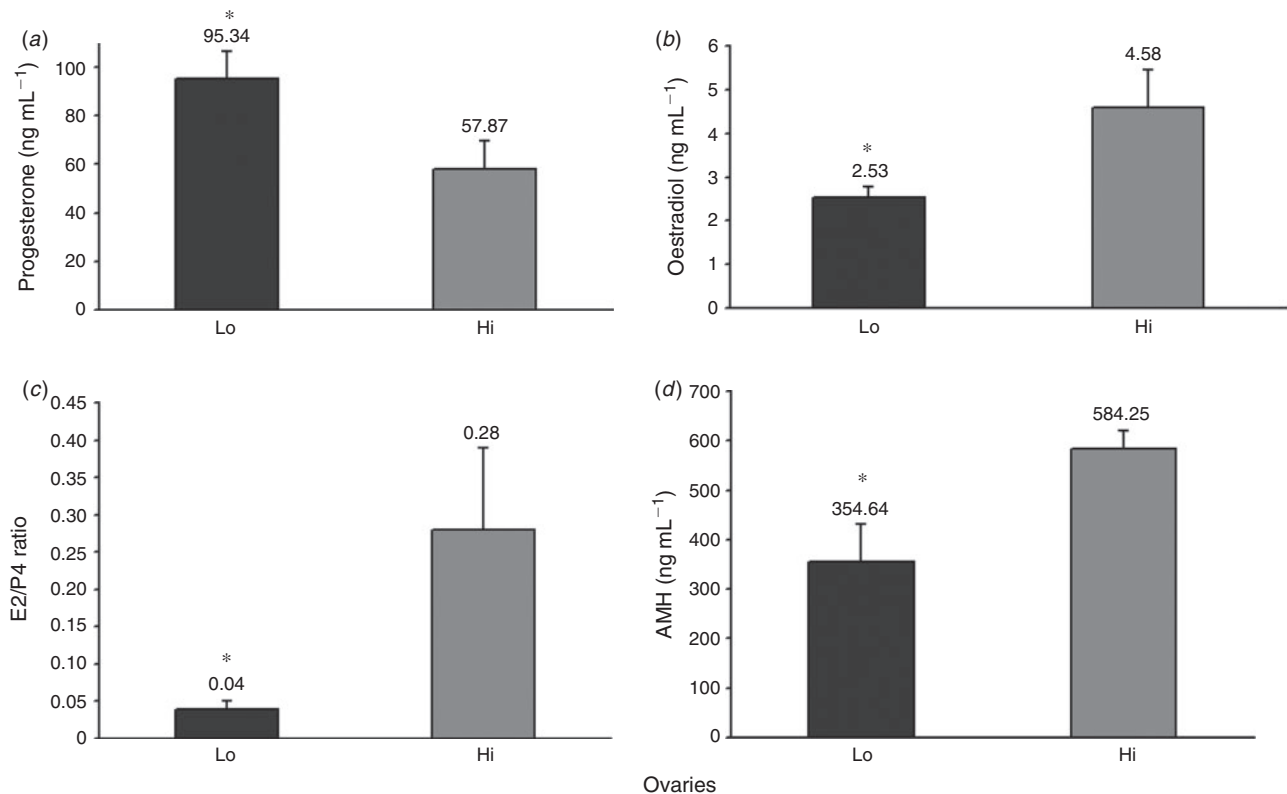 (a)
*
95.34
57.87
100
80
60
40
20
0
Progesterone (ng mL−1)
Lo
Hi
(b)
6
5
4
3
2
1
0
Oestradiol (ng mL−1)
*
2.53
4.58
Lo
Hi
(c)
0.45
0.40
0.35
0.30
0.25
0.20
0.15
0.10
0.05
0
E2/P4 ratio
*
0.04
0.28
Lo
Hi
(d)
700
600
500
400
300
200
100
0
AMH (ng mL−1)
*
354.64
584.25
Lo
Hi
Ovaries